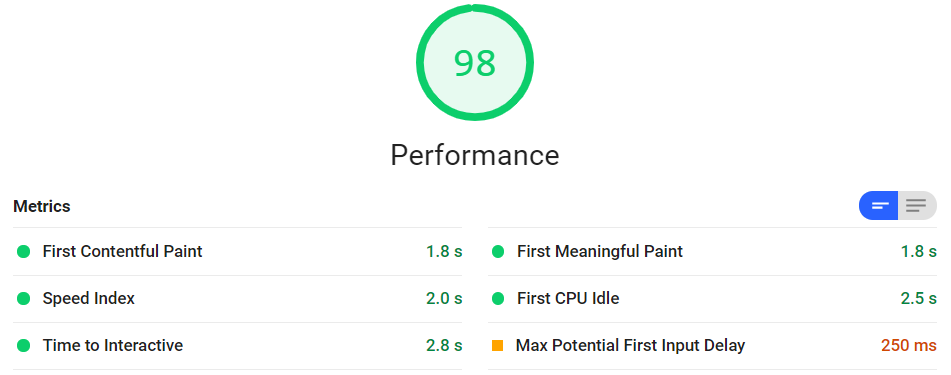 98
Performance
Metrics
First Contentful Paint 1.8 s
First Meaningful Paint 1.8 s
Speed Index 2.0 s
First CPU Idle 2.5 s
Time to Interactive 2.8 s
Max Potential First Input Delay 250 ms